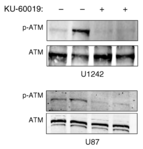 KU-60019: – – + +
p-ATM
ATM
U1242
p-ATM
ATM
U87